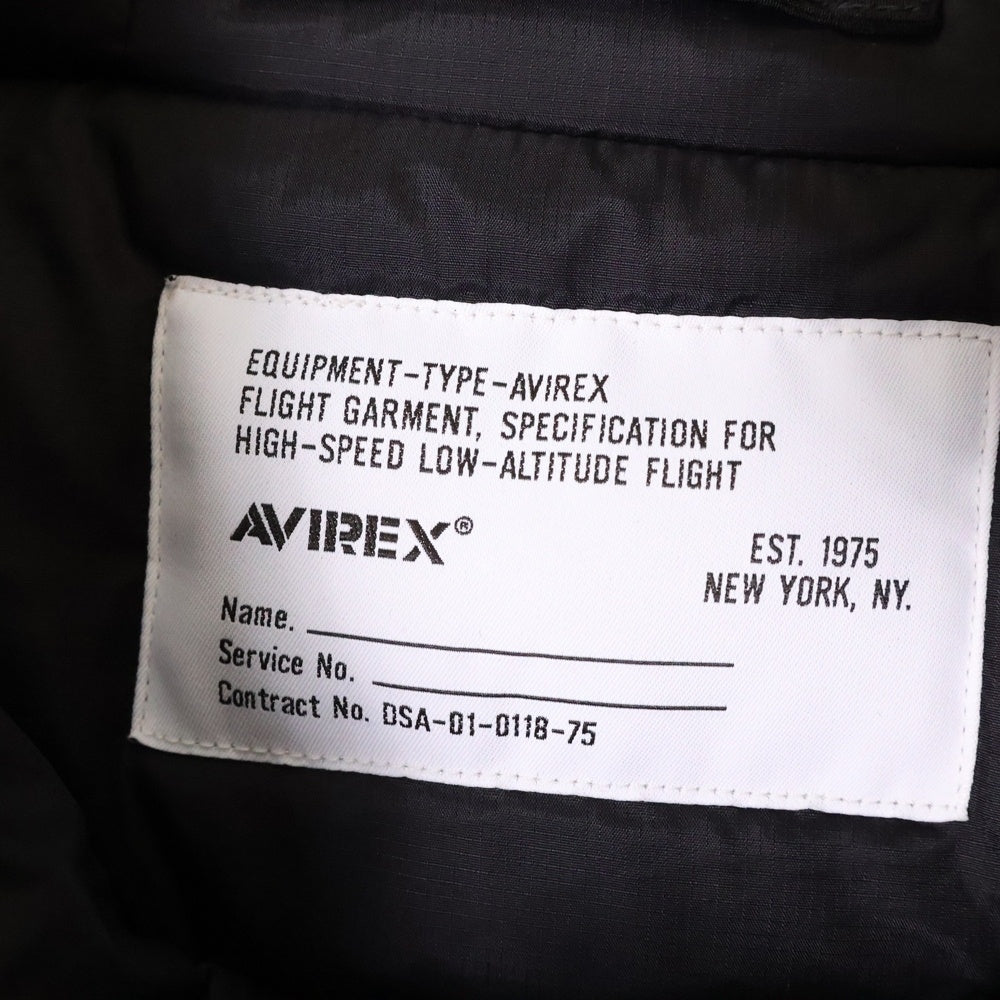 EQUIPMENT-TYPE-AVIREX
FLIGHT GARMENT, SPECIFICATION FOR
HIGH-SPEED LOW-ALTITUDE FLIGHT
AVIREX®
EST. 1975
NEW YORK, NY.
Name.
Service No.
Contract No. DSA-01-0118-75